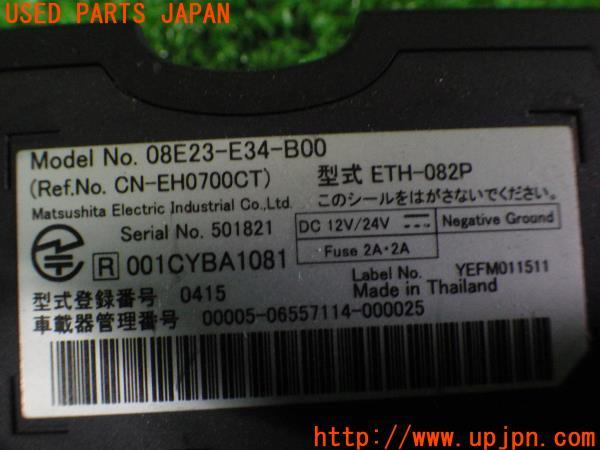 USED PARTS JAPAN
Model No. 08E23-E34-B00
(Ref.No. CN-EH0700CT)
型式 ETH-082P
Matsushita Electric Industrial Co.,Ltd.
このシールをはがさないでください。
Serial No. 501821
DC 12V/24V
Negative Ground
Fuse 2A・2A
R 001CYBA1081
Label No. YEFM011511
型式登録番号 0415
Made in Thailand
車載器管理番号 00005-06557114-000025
UPJ
http://www.upjpn.com